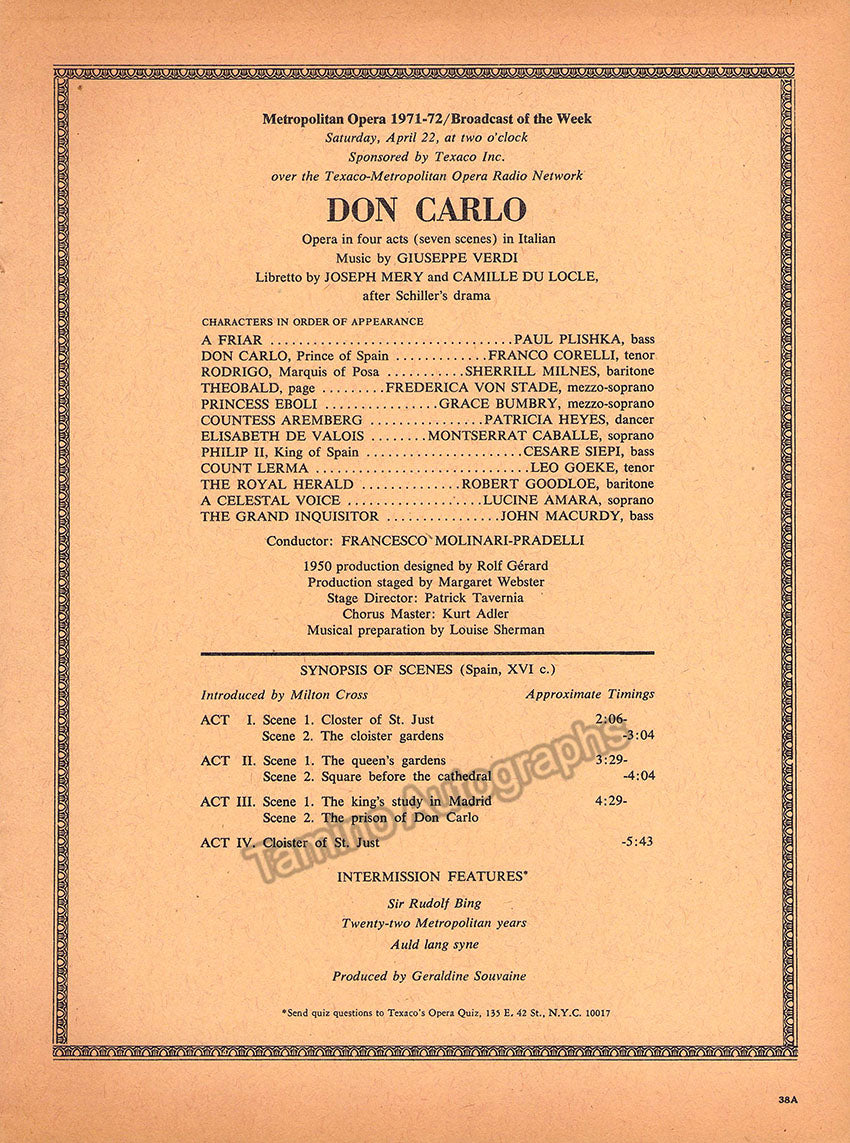 Metropolitan Opera 1971-72/Broadcast of the Week
Saturday, April 22, at two o'clock
Sponsored by Texaco Inc.
over the Texaco-Metropolitan Opera Radio Network
DON CARLO
Opera in four acts (seven scenes) in Italian
Music by GIUSEPPE VERDI
Libretto by JOSEPH MERY and CAMILLE DU LOCLE,
after Schiller's drama
CHARACTERS IN ORDER OF APPEARANCE
A FRIAR ..................................PAUL PLISHKA, bass
DON CARLO, Prince of Spain .............FRANCO CORELLI, tenor
RODRIGO, Marquis of Posa ...........SHERRILL MILNES, baritone
THEOBALD, page .........FREDERICA VON STADE, mezzo-soprano
PRINCESS EBOLI ................GRACE BUMBRY, mezzo-soprano
COUNTESS AREMBERG ................PATRICIA HEYES, dancer
ELISABETH DE VALOIS ........MONTSERRAT CABALLE, soprano
PHILIP II, King of Spain ......................CESARE SIEPI, bass
COUNT LERMA ..............................LEO GOEKE, tenor
THE ROYAL HERALD ..............ROBERT GOODLOE, baritone
A CELESTAL VOICE ...................LUCINE AMARA, soprano
THE GRAND INQUISITOR ................JOHN MACURDY, bass
Conductor: FRANCESCO MOLINARI-PRADELLI
1950 production designed by Rolf Gérard
Production staged by Margaret Webster
Stage Director: Patrick Tavernia
Chorus Master: Kurt Adler
Musical preparation by Louise Sherman
SYNOPSIS OF SCENES (Spain, XVI c.)
Introduced by Milton Cross Approximate Timings
ACT I. Scene 1. Closter of St. Just 2:06-
Scene 2. The cloister gardens -3:04
ACT II. Scene 1. The queen's gardens 3:29-
Scene 2. Square before the cathedral -4:04
ACT III. Scene 1. The king's study in Madrid 4:29-
Scene 2. The prison of Don Carlo
ACT IV. Cloister of St. Just -5:43
Tamino Autographs
INTERMISSION FEATURES*
Sir Rudolf Bing
Twenty-two Metropolitan years
Auld lang syne
Produced by Geraldine Souvaine
*Send quiz questions to Texaco's Opera Quiz, 135 E. 42 St., N.Y.C. 10017
38A